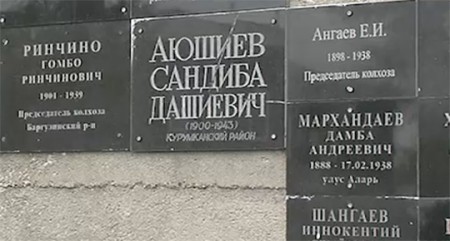 РИНЧИНО
ГОМБО
РИНЧИНОВИЧ
1901 - 1939
Председатель колхоза
Баргузинский р-н
АЮШИЕВ
САНДИБА
ДАШИЕВИЧ
(1900-1943)
КУРУМКАНСКИЙ РАЙОН
Ангаев Е.И.
1898 - 1938
Председатель колхоза
МАРХАНДАЕВ
ДАМБА
АНДРЕЕВИЧ
1888 - 17.02.1938
улус Аларь
ШАНГАЕВ
ИННОКЕНТИЙ